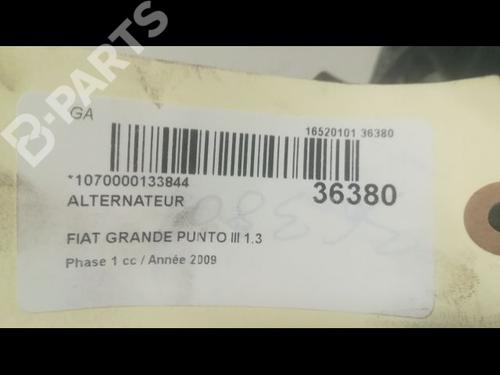 B-PARTS
GA
16520101 36380
*1070000133844
36380
ALTERNATEUR
FIAT GRANDE PUNTO III 1.3
Phase 1 cc / Année 2009